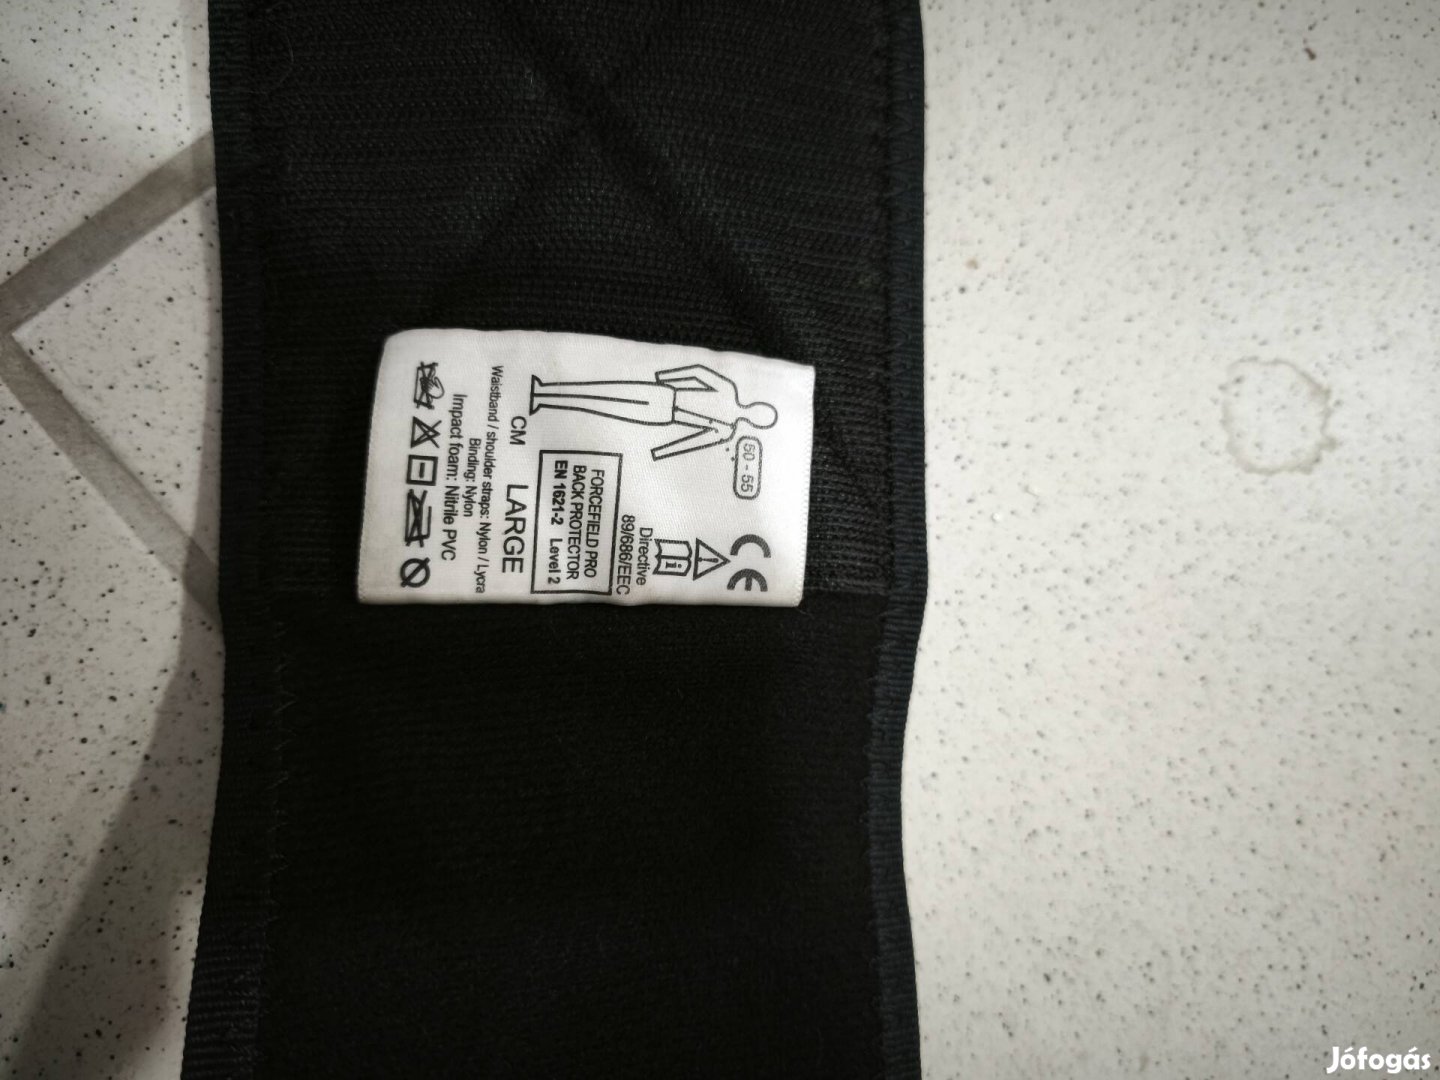 CE
50 - 55
i
Directive
89/686/EEC
FORCEFIELD PRO
BACK PROTECTOR
EN 1621-2 Level 2
CM LARGE
Waistband / shoulder straps: Nylon / Lycra
Binding: Nylon
Impact foam: Nitrile PVC
Jófogás